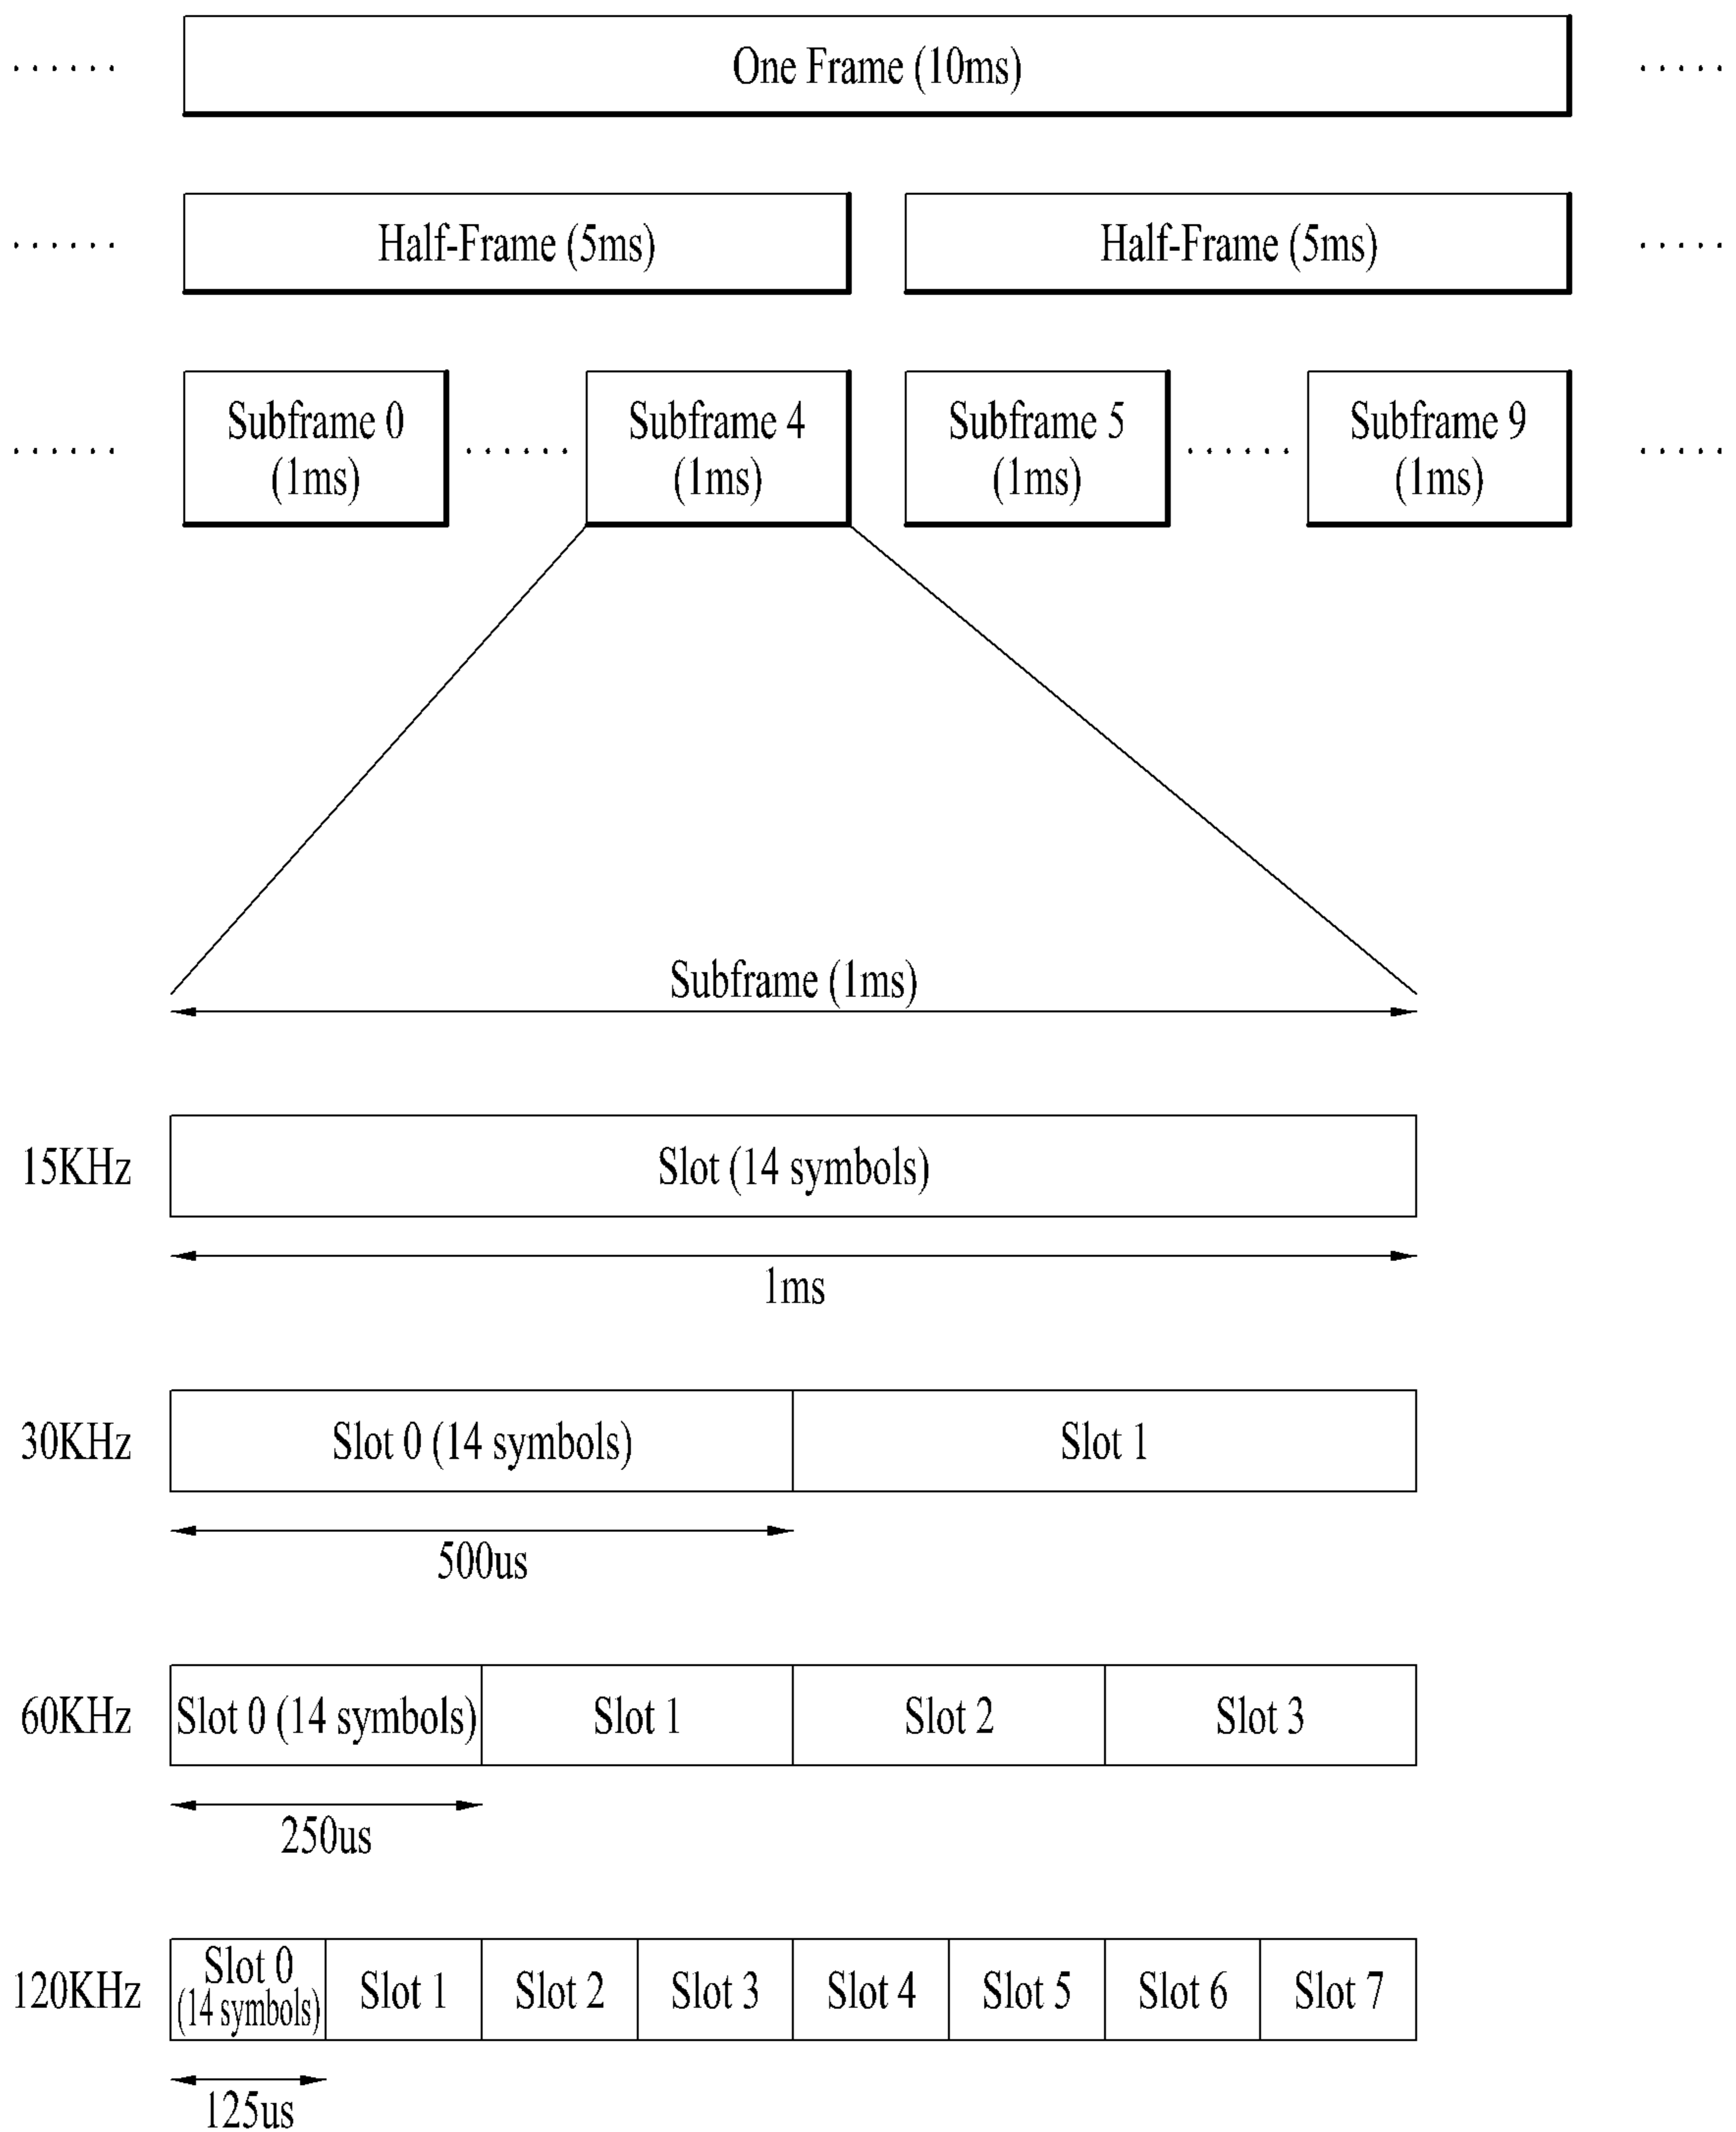 ...... One Frame (10ms) .....
...... Half-Frame (5ms) Half-Frame (5ms) .....
Subframe 0 Subframe 4 Subframe 5 Subframe 9
...... (1ms) ...... (1ms) (1ms) ...... (1ms) .....
Subframe (1ms)
15KHz Slot (14 symbols)
1ms
30KHz Slot 0 (14 symbols) Slot 1
500us
60KHz Slot 0 (14 symbols) Slot 1 Slot 2 Slot 3
250us
120KHz Slot 0 (14 symbols) Slot 1 Slot 2 Slot 3 Slot 4 Slot 5 Slot 6 Slot 7
125us